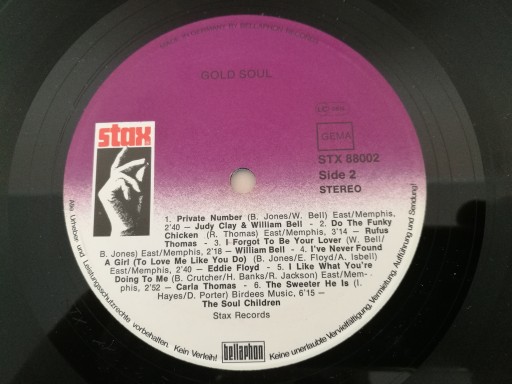 MADE IN GERMANY BY BELLAPHON RECORDS
GOLD SOUL
LC
GEMA
STX 88002
Side 2
STEREO
stax
1. Private Number (B. Jones/W. Bell) East/Memphis,
2'40 — Judy Clay & William Bell - 2. Do The Funky
Chicken (R. Thomas) East/Memphis, 3'14 — Rufus
Thomas - 3. I Forgot To Be Your Lover (W. Bell/
B. Jones) East/Memphis, 2'18 — William Bell - 4. I've Never Found
A Girl (To Love Me Like You Do) (B. Jones/E. Floyd/A. Isbell)
East/Memphis, 2'40 — Eddie Floyd - 5. I Like What You're
Doing To Me (B. Crutcher/H. Banks/R. Jackson) East/Mem-
phis, 2'52 — Carla Thomas - 6. The Sweeter He Is (I.
Hayes/D. Porter) Birdees Music, 6'15 —
The Soul Children
Stax Records
Alle Urheber- und Leistungsschutzrechte vorbehalten. Kein Verleih! Keine unerlaubte Vervielfältigung, Vermietung, Aufführung und Sendung!
bellaphon